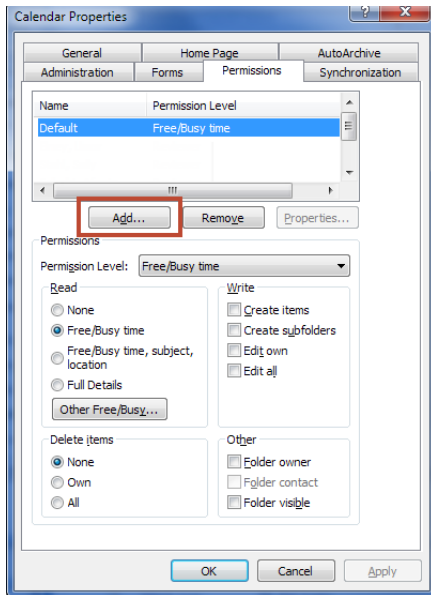 Calendar Properties
?
X
General Home Page AutoArchive
Administration Forms Permissions Synchronization
Name Permission Level
Default Free/Busy time
Add... Remove Properties...
Permissions
Permission Level: Free/Busy time
Read Write
None Create items
Free/Busy time Create subfolders
Free/Busy time, subject, Edit own
location Edit all
Full Details
Other Free/Busy...
Delete items Other
None Folder owner
Own Folder contact
All Folder visible
OK Cancel Apply